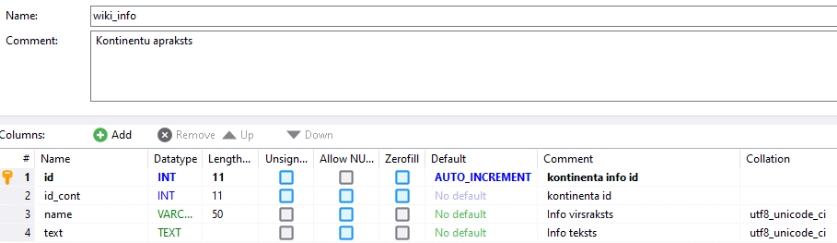 Name: wiki_info
Comment: Kontinentu apraksts
Columns: Add Remove Up Down
# Name Datatype Length... Unsign... Allow NU... Zerofill Default Comment Collation
1 id INT 11 AUTO_INCREMENT kontinenta info id
2 id_cont INT 11 No default kontinenta id
3 name VARC... 50 No default Info virsraksts utf8_unicode_ci
4 text TEXT No default Info teksts utf8_unicode_ci